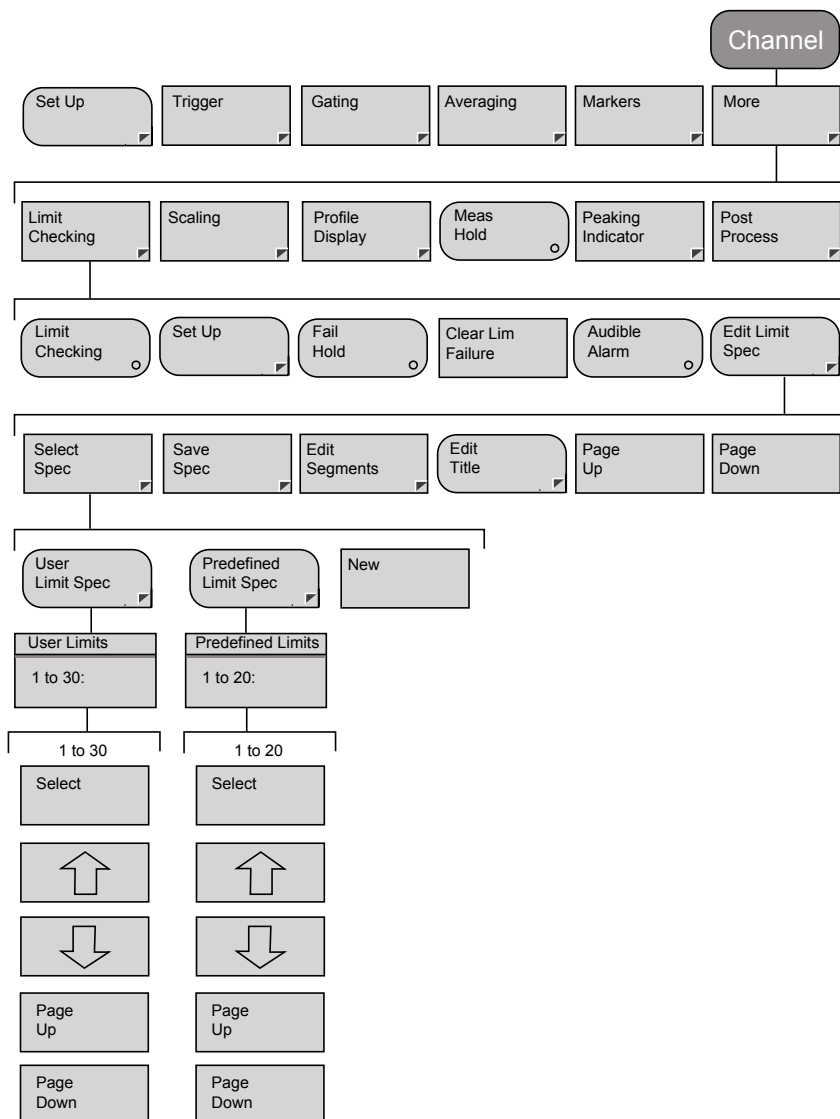 Channel
Set Up
Trigger
Gating
Averaging
Markers
More
Limit
Checking
Scaling
Profile
Display
Meas
Hold
Peaking
Indicator
Post
Process
Limit
Checking
Set Up
Fail
Hold
Clear Lim
Failure
Audible
Alarm
Edit Limit
Spec
Select
Spec
Save
Spec
Edit
Segments
Edit
Title
Page
Up
Page
Down
User
Limit Spec
Predefined
Limit Spec
New
User Limits
1 to 30:
Predefined Limits
1 to 20:
1 to 30
Select
Page
Up
Page
Down
1 to 20
Select
Page
Up
Page
Down